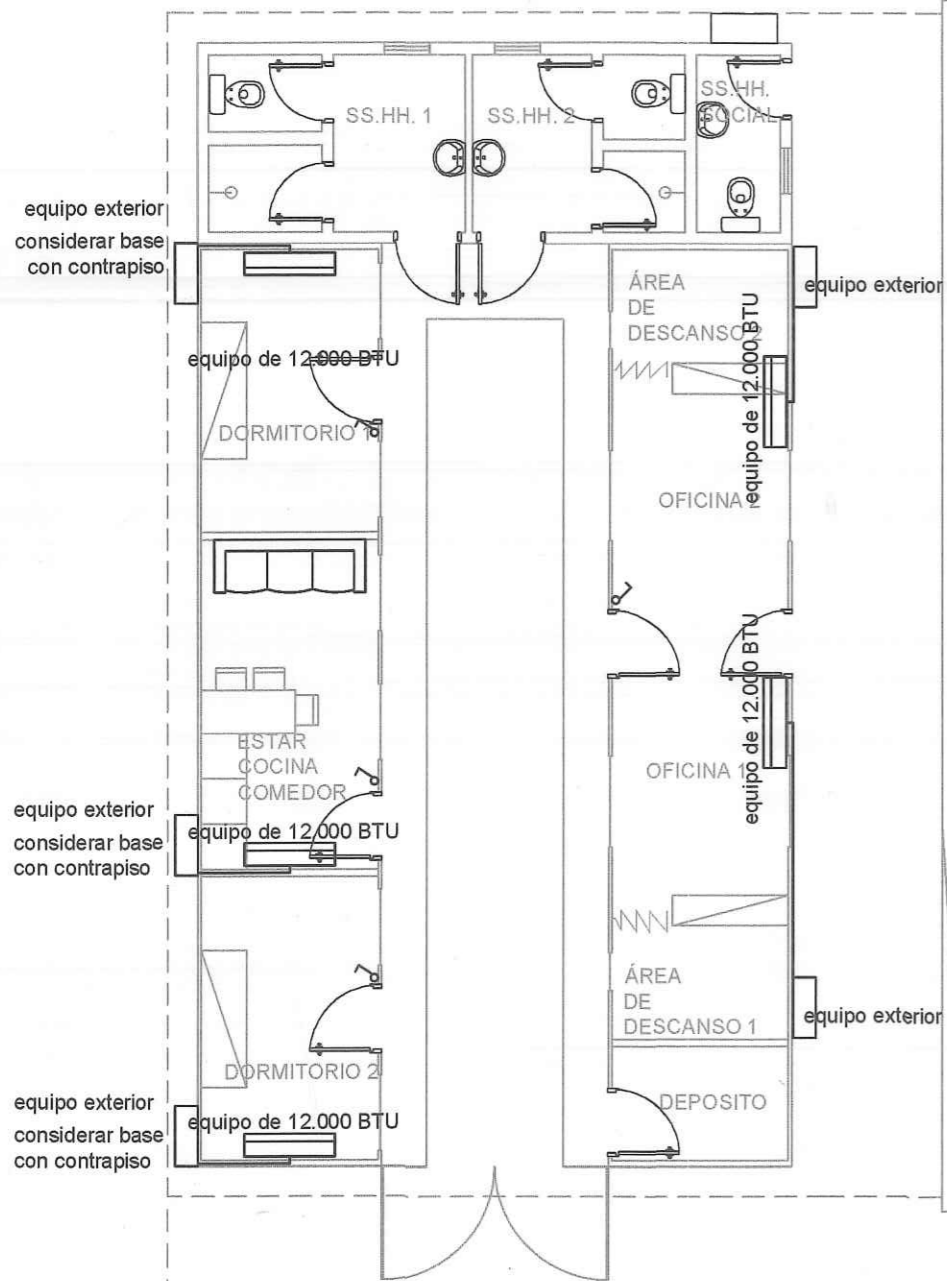 SS.HH. 1
SS.HH. 2
SS.HH.
SOCIAL
equipo exterior
considerar base
con contrapiso
equipo exterior
ÁREA
DE
DESCANSO 2
equipo de 12.000 BTU
equipo de 12.000 BTU
DORMITORIO 1
OFICINA
equipo de 12.000 BTU
ESTAR
COCINA
COMEDOR
OFICINA 1
equipo exterior
considerar base
con contrapiso
equipo de 12.000 BTU
ÁREA
DE
DESCANSO 1
equipo exterior
DORMITORIO 2
DEPOSITO
equipo exterior
considerar base
con contrapiso
equipo de 12.000 BTU